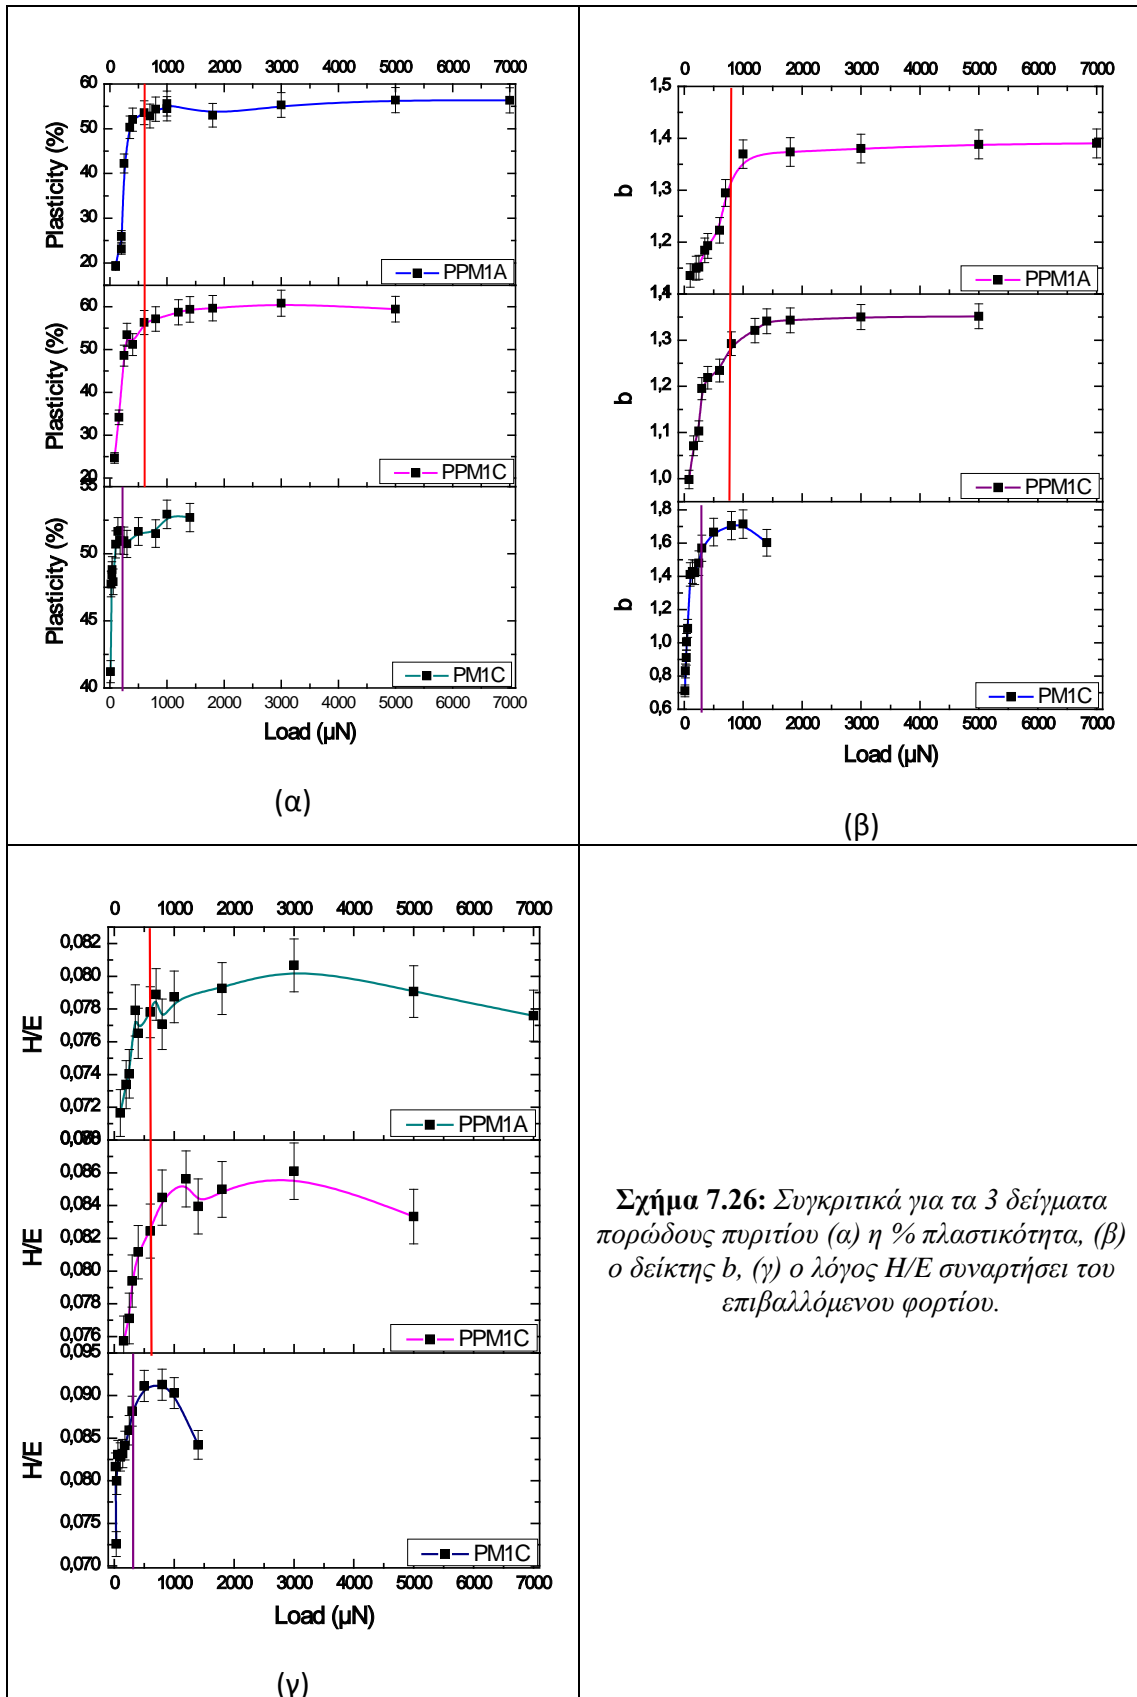 0 1000 2000 3000 4000 5000 6000 7000
60
50
40
30
20
Plasticity (%)
PPM1A
60
50
40
30
20
Plasticity (%)
PPM1C
55
50
45
40
Plasticity (%)
PM1C
0 1000 2000 3000 4000 5000 6000 7000
Load (µN)
(α)
0 1000 2000 3000 4000 5000 6000 7000
1,5
1,4
1,3
1,2
1,1
b
PPM1A
1,4
1,3
1,2
1,1
1,0
b
PPM1C
1,8
1,6
1,4
1,2
1,0
0,8
0,6
b
PM1C
0 1000 2000 3000 4000 5000 6000 7000
Load (µN)
(β)
0 1000 2000 3000 4000 5000 6000 7000
0,082
0,080
0,078
0,076
0,074
0,072
H/E
PPM1A
0,088
0,086
0,084
0,082
0,080
0,078
0,076
H/E
PPM1C
0,095
0,090
0,085
0,080
0,075
0,070
H/E
PM1C
0 1000 2000 3000 4000 5000 6000 7000
Load (µN)
(γ)
Σχήμα 7.26: Συγκριτικά για τα 3 δείγματα
πορώδους πυριτίου (α) η % πλαστικότητα, (β)
ο δείκτης b, (γ) ο λόγος H/E συναρτήσει του
επιβαλλόμενου φορτίου.